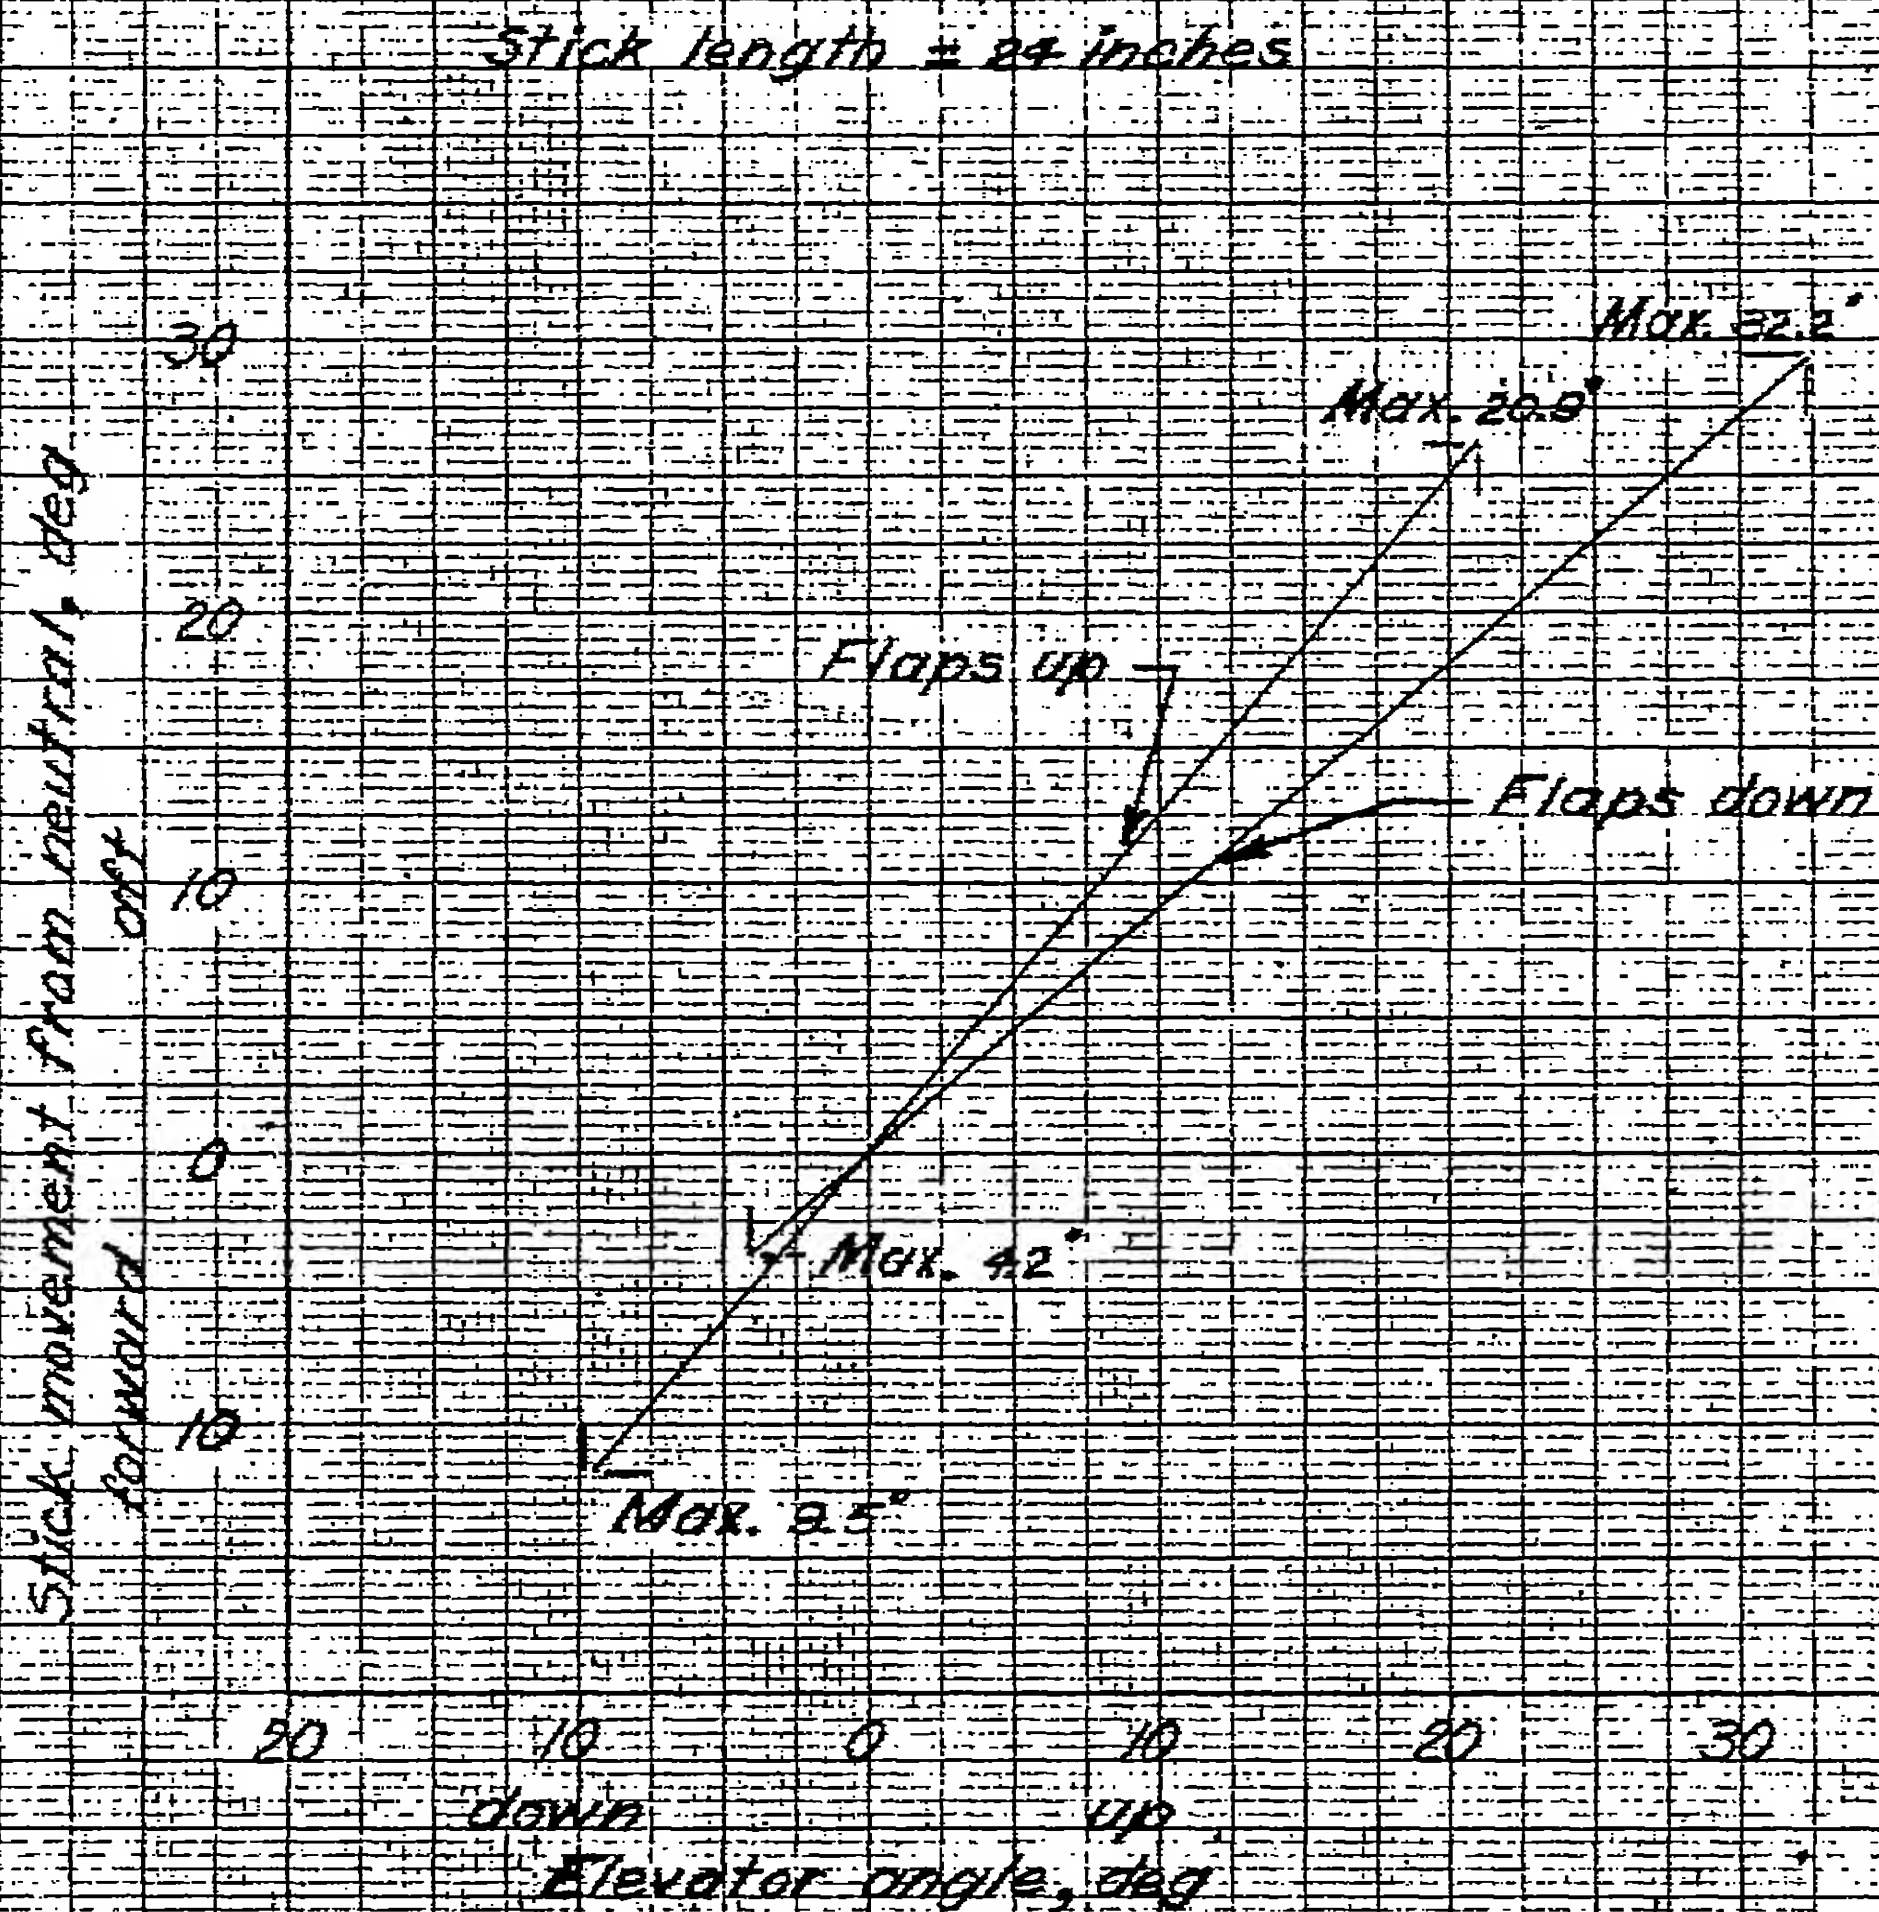 Stick length = 24 inches
Max. 32.2°
30
Max. 20.9°
20
Flaps up
Flaps down
10
0
Max. 4.2°
10
Max. 9.5°
Stick movement from neutral, deg
forward aft
20 10 0 10 20 30
down up
Elevator angle, deg